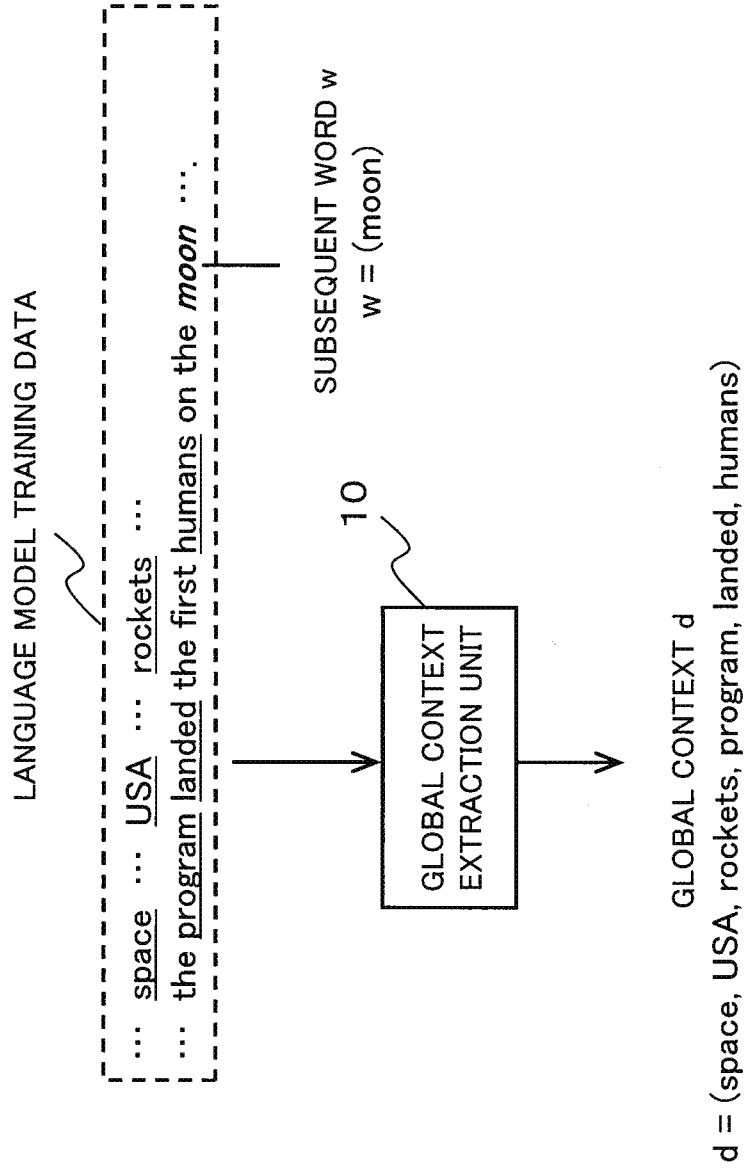 LANGUAGE MODEL TRAINING DATA
... space ... USA ... rockets ...
... the program landed the first humans on the moon ....
SUBSEQUENT WORD w
w = (moon)
10
GLOBAL CONTEXT
EXTRACTION UNIT
GLOBAL CONTEXT d
d = (space, USA, rockets, program, landed, humans)